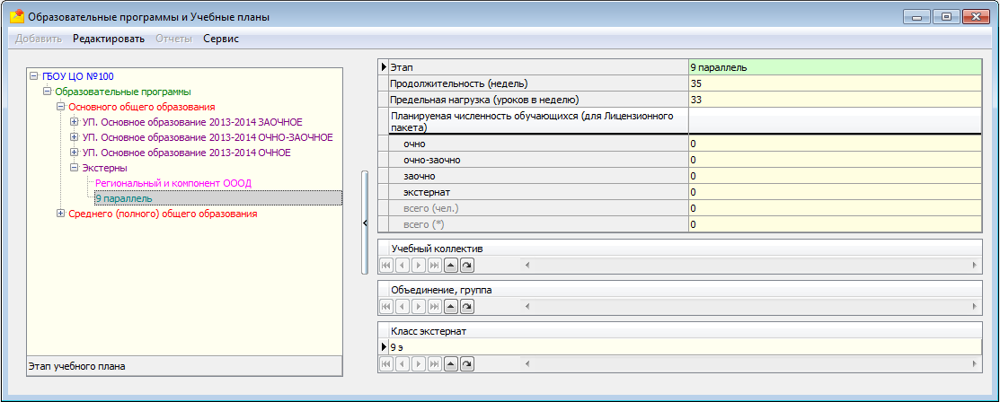 Образовательные программы и Учебные планы
Добавить Редактировать Отчеты Сервис
ГБОУ ЦО №100
Образовательные программы
Основного общего образования
УП. Основное образование 2013-2014 ЗАОЧНОЕ
УП. Основное образование 2013-2014 ОЧНО-ЗАОЧНОЕ
УП. Основное образование 2013-2014 ОЧНОЕ
Экстерны
Региональный и компонент ОООД
9 параллель
Среднего (полного) общего образования
Этап учебного плана
Этап 9 параллель
Продолжительность (недель) 35
Предельная нагрузка (уроков в неделю) 33
Планируемая численность обучающихся (для Лицензионного
пакета)
очно 0
очно-заочно 0
заочно 0
экстернат 0
всего (чел.) 0
всего (*) 0
Учебный коллектив
Объединение, группа
Класс экстернат
9 э